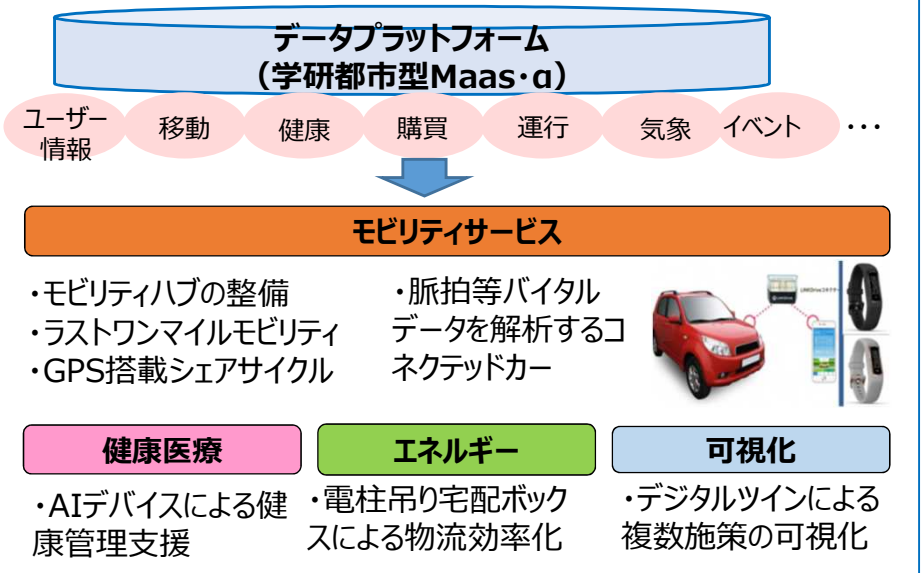 データプラットフォーム
（学研都市型Maas・α）
ユーザー
情報
移動
健康
購買
運行
気象
イベント
・・・
モビリティサービス
・モビリティハブの整備
・ラストワンマイルモビリティ
・GPS搭載シェアサイクル
・脈拍等バイタル
データを解析するコ
ネクテッドカー
健康医療
・AIデバイスによる健
康管理支援
エネルギー
・電柱吊り宅配ボック
スによる物流効率化
可視化
・デジタルツインによる
複数施策の可視化